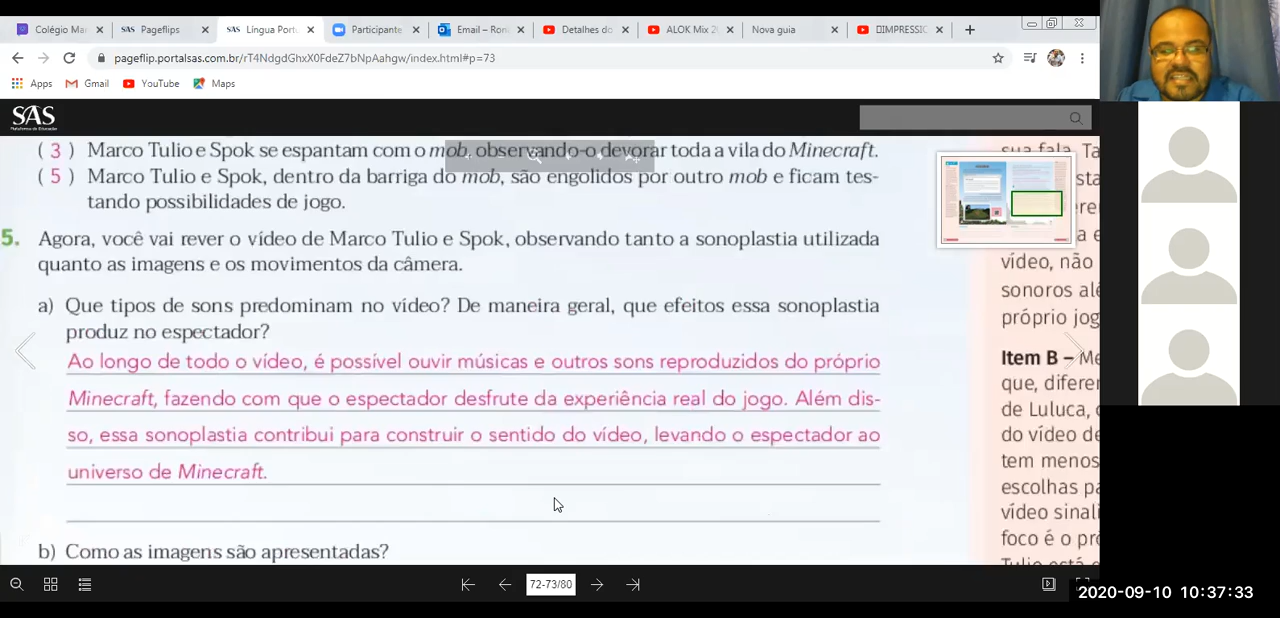 Colégio Mar
Pageflips
Língua Port
Participante
Email – Ron
Detalhes do
ALOK Mix 2
Nova guia
IMPRESSIC
pageflip.portalsas.com.br/rT4NdgdGhxX0FdeZ7bNpAahgw/index.html#p=73
Apps Gmail YouTube Maps
SAS
( 3 ) Marco Tulio e Spok se espantam com o mob, observando-o devorar toda a vila do Minecraft.
( 5 ) Marco Tulio e Spok, dentro da barriga do mob, são engolidos por outro mob e ficam tes-
tando possibilidades de jogo.
5. Agora, você vai rever o vídeo de Marco Tulio e Spok, observando tanto a sonoplastia utilizada
quanto as imagens e os movimentos da câmera.
a) Que tipos de sons predominam no vídeo? De maneira geral, que efeitos essa sonoplastia
produz no espectador?
Ao longo de todo o vídeo, é possível ouvir músicas e outros sons reproduzidos do próprio
Minecraft, fazendo com que o espectador desfrute da experiência real do jogo. Além dis-
so, essa sonoplastia contribui para construir o sentido do vídeo, levando o espectador ao
universo de Minecraft.
b) Como as imagens são apresentadas?
sua fala. Ta
vídeo, não
sonoros alé
próprio jog
Item B – Me
que, diferen
de Luluca, o
do vídeo de
tem menos
escolhas pa
vídeo sinali
foco é o pró
72-73/80
2020-09-10 10:37:33